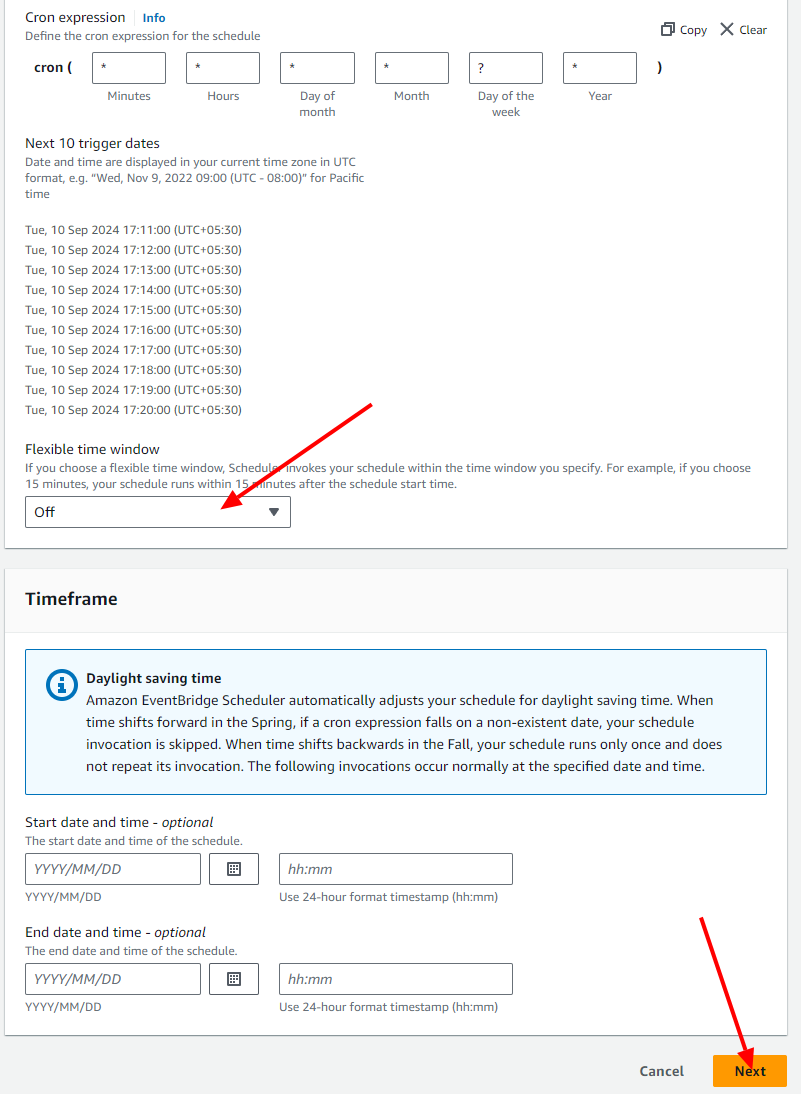 Cron expression Info
Define the cron expression for the schedule
Copy Clear
cron ( * * * * ? * )
Minutes Hours Day of month Month Day of the week Year
Next 10 trigger dates
Date and time are displayed in your current time zone in UTC
format, e.g. "Wed, Nov 9, 2022 09:00 (UTC - 08:00)" for Pacific
time
Tue, 10 Sep 2024 17:11:00 (UTC+05:30)
Tue, 10 Sep 2024 17:12:00 (UTC+05:30)
Tue, 10 Sep 2024 17:13:00 (UTC+05:30)
Tue, 10 Sep 2024 17:14:00 (UTC+05:30)
Tue, 10 Sep 2024 17:15:00 (UTC+05:30)
Tue, 10 Sep 2024 17:16:00 (UTC+05:30)
Tue, 10 Sep 2024 17:17:00 (UTC+05:30)
Tue, 10 Sep 2024 17:18:00 (UTC+05:30)
Tue, 10 Sep 2024 17:19:00 (UTC+05:30)
Tue, 10 Sep 2024 17:20:00 (UTC+05:30)
Flexible time window
If you choose a flexible time window, Scheduler invokes your schedule within the time window you specify. For example, if you choose
15 minutes, your schedule runs within 15 minutes after the schedule start time.
Off
Timeframe
Daylight saving time
Amazon EventBridge Scheduler automatically adjusts your schedule for daylight saving time. When
time shifts forward in the Spring, if a cron expression falls on a non-existent date, your schedule
invocation is skipped. When time shifts backwards in the Fall, your schedule runs only once and does
not repeat its invocation. The following invocations occur normally at the specified date and time.
Start date and time - optional
The start date and time of the schedule.
YYYY/MM/DD hh:mm
YYYY/MM/DD Use 24-hour format timestamp (hh:mm)
End date and time - optional
The end date and time of the schedule.
YYYY/MM/DD hh:mm
YYYY/MM/DD Use 24-hour format timestamp (hh:mm)
Cancel Next